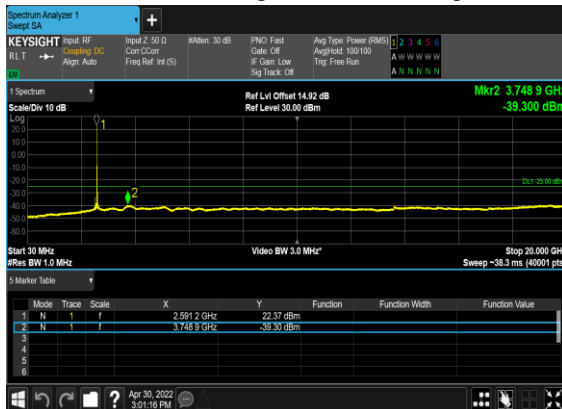 Spectrum Analyzer 1
Swept SA
KEYSIGHT Input: RF Input Z: 50 Ω #Atten: 30 dB PNO: Fast Avg Type: Power (RMS) 1 2 3 4 5 6
RLT Coupling: DC Corr CCorr Gate: Off Avg|Hold: 100/100 A W W W W W
Align: Auto Freq Ref: Int (S) IF Gain: Low Trig: Free Run
LXI Sig Track: Off A N N N N N
1 Spectrum Ref Lvl Offset 14.92 dB Mkr2 3.748 9 GHz
Scale/Div 10 dB Ref Level 30.00 dBm -39.300 dBm
Log
20.0
10.0
0.00
-10.0
-20.0
-30.0
-40.0
-50.0
-60.0
1
2
DL1 -25.00 dBm
Start 30 MHz Video BW 3.0 MHz* Stop 20.000 GH
#Res BW 1.0 MHz Sweep ~38.3 ms (40001 pts
5 Marker Table
Mode Trace Scale X Y Function Function Width Function Value
1 N 1 f 2.591 2 GHz 22.37 dBm
2 N 1 f 3.748 9 GHz -39.30 dBm
3
4
5
6
? Apr 30, 2022
3:01:16 PM